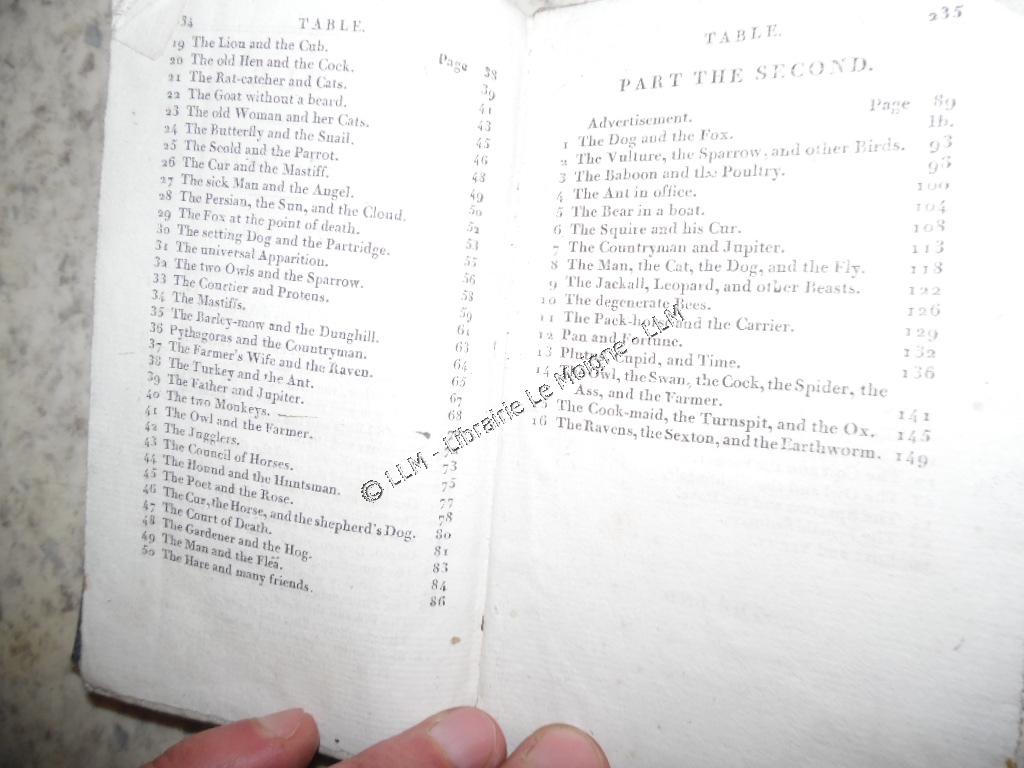 34 TABLE.
Page
19 The Lion and the Cub. 38
20 The old Hen and the Cock. 39
21 The Rat-catcher and Cats. 41
22 The Goat without a beard. 43
23 The old Woman and her Cats. 45
24 The Butterfly and the Snail. 46
25 The Scold and the Parrot. 48
26 The Cur and the Mastiff. 49
27 The sick Man and the Angel. 50
28 The Persian, the Sun, and the Cloud. 52
29 The Fox at the point of death. 53
30 The setting Dog and the Partridge. 55
31 The universal Apparition. 56
32 The two Owls and the Sparrow. 58
33 The Courtier and Proteus. 59
34 The Mastiffs. 61
35 The Barley-mow and the Dunghill. 63
36 Pythagoras and the Countryman. 64
37 The Farmer's Wife and the Raven. 65
38 The Turkey and the Ant. 67
39 The Father and Jupiter. 68
40 The two Monkeys.
41 The Owl and the Farmer.
42 The Jugglers. 73
43 The Council of Horses. 75
44 The Hound and the Huntsman. 77
45 The Poet and the Rose. 78
46 The Cur, the Horse, and the shepherd's Dog. 80
47 The Court of Death. 81
48 The Gardener and the Hog. 83
49 The Man and the Flea. 84
50 The Hare and many friends. 86
TABLE. 235
PART THE SECOND.
Page
Advertisement. 89
1 The Dog and the Fox. Ib.
2 The Vulture, the Sparrow, and other Birds. 93
3 The Baboon and the Poultry.
4 The Ant in office. 100
5 The Bear in a boat. 104
6 The Squire and his Cur. 108
7 The Countryman and Jupiter. 113
8 The Man, the Cat, the Dog, and the Fly. 118
9 The Jackall, Leopard, and other Beasts. 122
10 The degenerate Bees. 126
11 The Pack-horse and the Carrier. 129
12 Pan and Fortune. 132
13 Plutus, Cupid, and Time. 136
14 The Owl, the Swan, the Cock, the Spider, the
Ass, and the Farmer. 141
The Cook-maid, the Turnspit, and the Ox. 145
16 The Ravens, the Sexton, and the Earthworm. 149
© LLM - Librairie Le Moigne - LLM